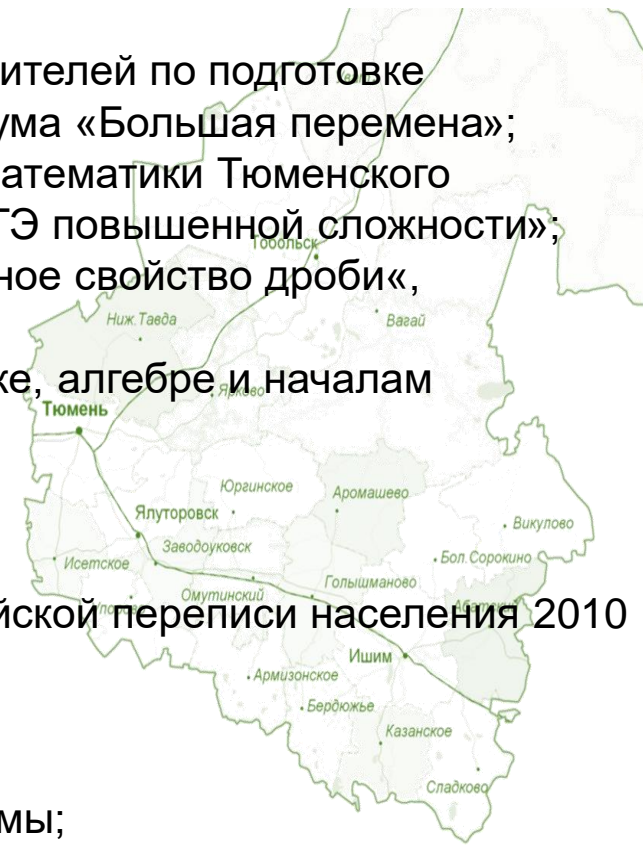 ителей по подготовке
ума «Большая перемена»;
атематики Тюменского
ГЭ повышенной сложности»;
Тобольск
ное свойство дроби«,
Ниж.Тавда
Вагай
ке, алгебре и началам
Ярково
Тюмень
Юргинское
Аромашево
Ялуторовск
Викулово
Заводоуковск
Бол.Сорокино
Исетское
Голышманово
Омутинский
йской переписи населения 2010
Ишим
Армизонское
Бердюжье
Казанское
Сладково
мы;